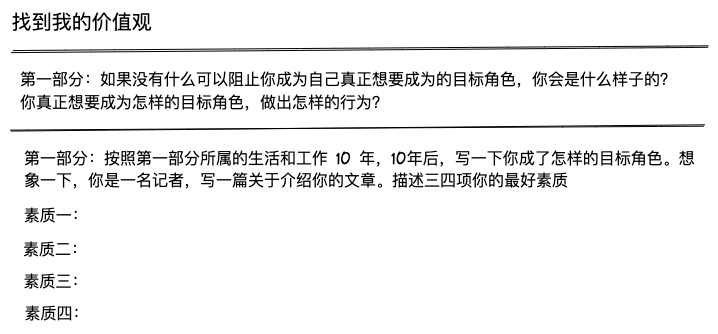 找到我的价值观
第一部分：如果没有什么可以阻止你成为自己真正想要成为的目标角色，你会是什么样子的？
你真正想要成为怎样的目标角色，做出怎样的行为？
第一部分：按照第一部分所属的生活和工作 10 年，10年后，写一下你成了怎样的目标角色。想
象一下，你是一名记者，写一篇关于介绍你的文章。描述三四项你的最好素质
素质一：
素质二：
素质三：
素质四：